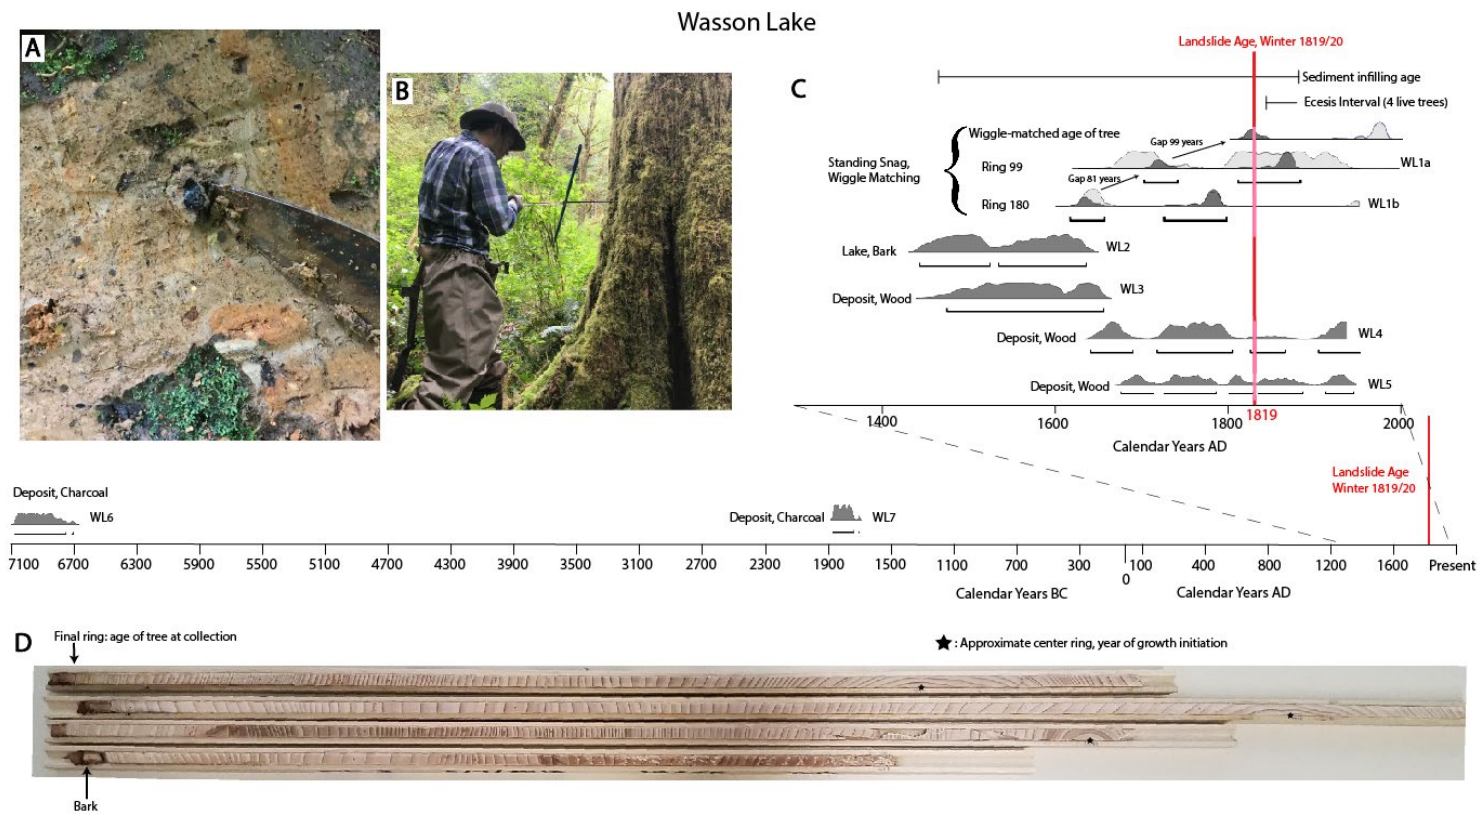 Wasson Lake
A
B
C
Landslide Age, Winter 1819/20
Sediment infilling age
Ecesis Interval (4 live trees)
Standing Snag,
Wiggle Matching
Wiggle-matched age of tree
Gap 99 years
Ring 99
WL1a
Gap 81 years
Ring 180
WL1b
Lake, Bark
WL2
Deposit, Wood
WL3
Deposit, Wood
WL4
Deposit, Wood
WL5
1400 1600 1800 1819 2000
Calendar Years AD
Landslide Age
Winter 1819/20
Deposit, Charcoal
WL6
Deposit, Charcoal
WL7
7100 6700 6300 5900 5500 5100 4700 4300 3900 3500 3100 2700 2300 1900 1500 1100 700 300 0 100 400 800 1200 1600 Present
Calendar Years BC
Calendar Years AD
D
Final ring: age of tree at collection
: Approximate center ring, year of growth initiation
Bark